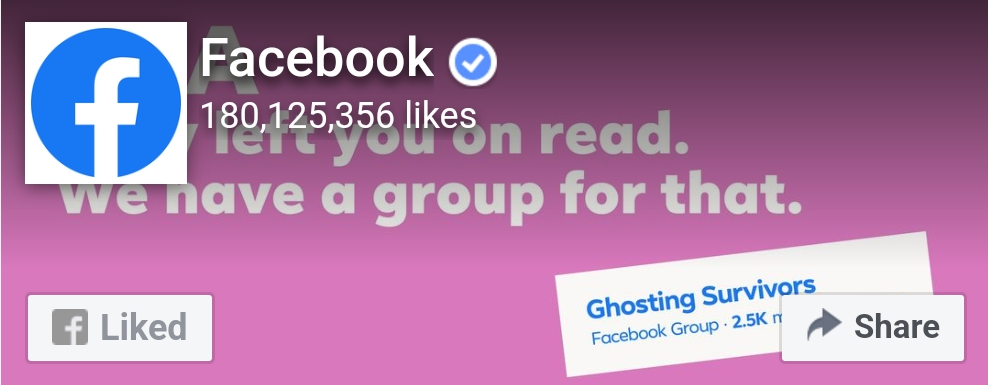 Facebook
180,125,356 likes
left you on read.
We have a group for that.
Ghosting Survivors
Facebook Group · 2.5K
Liked
Share